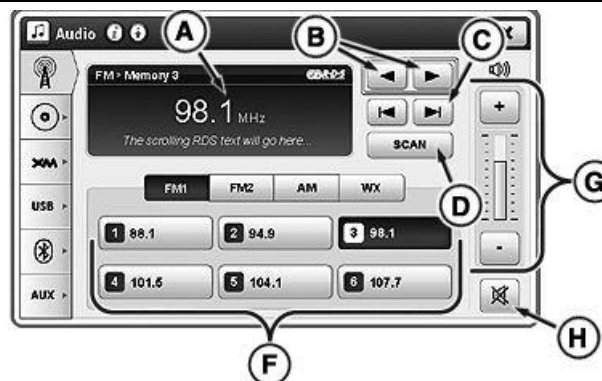 Audio
A
B
C
FM> Memory 3
98.1 MHz
The scrolling RDS text will go here...
SCAN
D
+
-
G
XM
USB
AUX
FM1
FM2
AM
WX
1 88.1
2 94.9
3 98.1
4 101.5
5 104.1
6 107.7
F
H